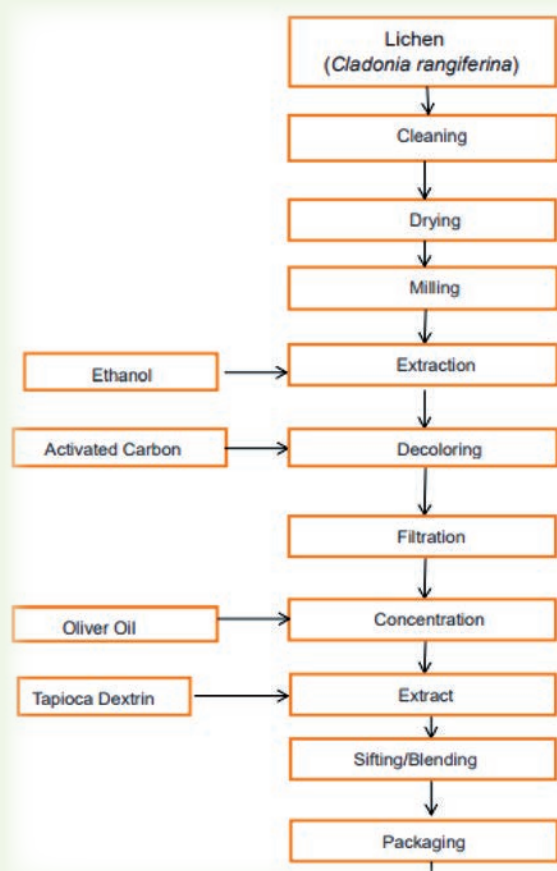 Lichen
(Cladonia rangiferina)
Cleaning
Drying
Milling
Ethanol
Extraction
Activated Carbon
Decoloring
Filtration
Oliver Oil
Concentration
Tapioca Dextrin
Extract
Sifting/Blending
Packaging